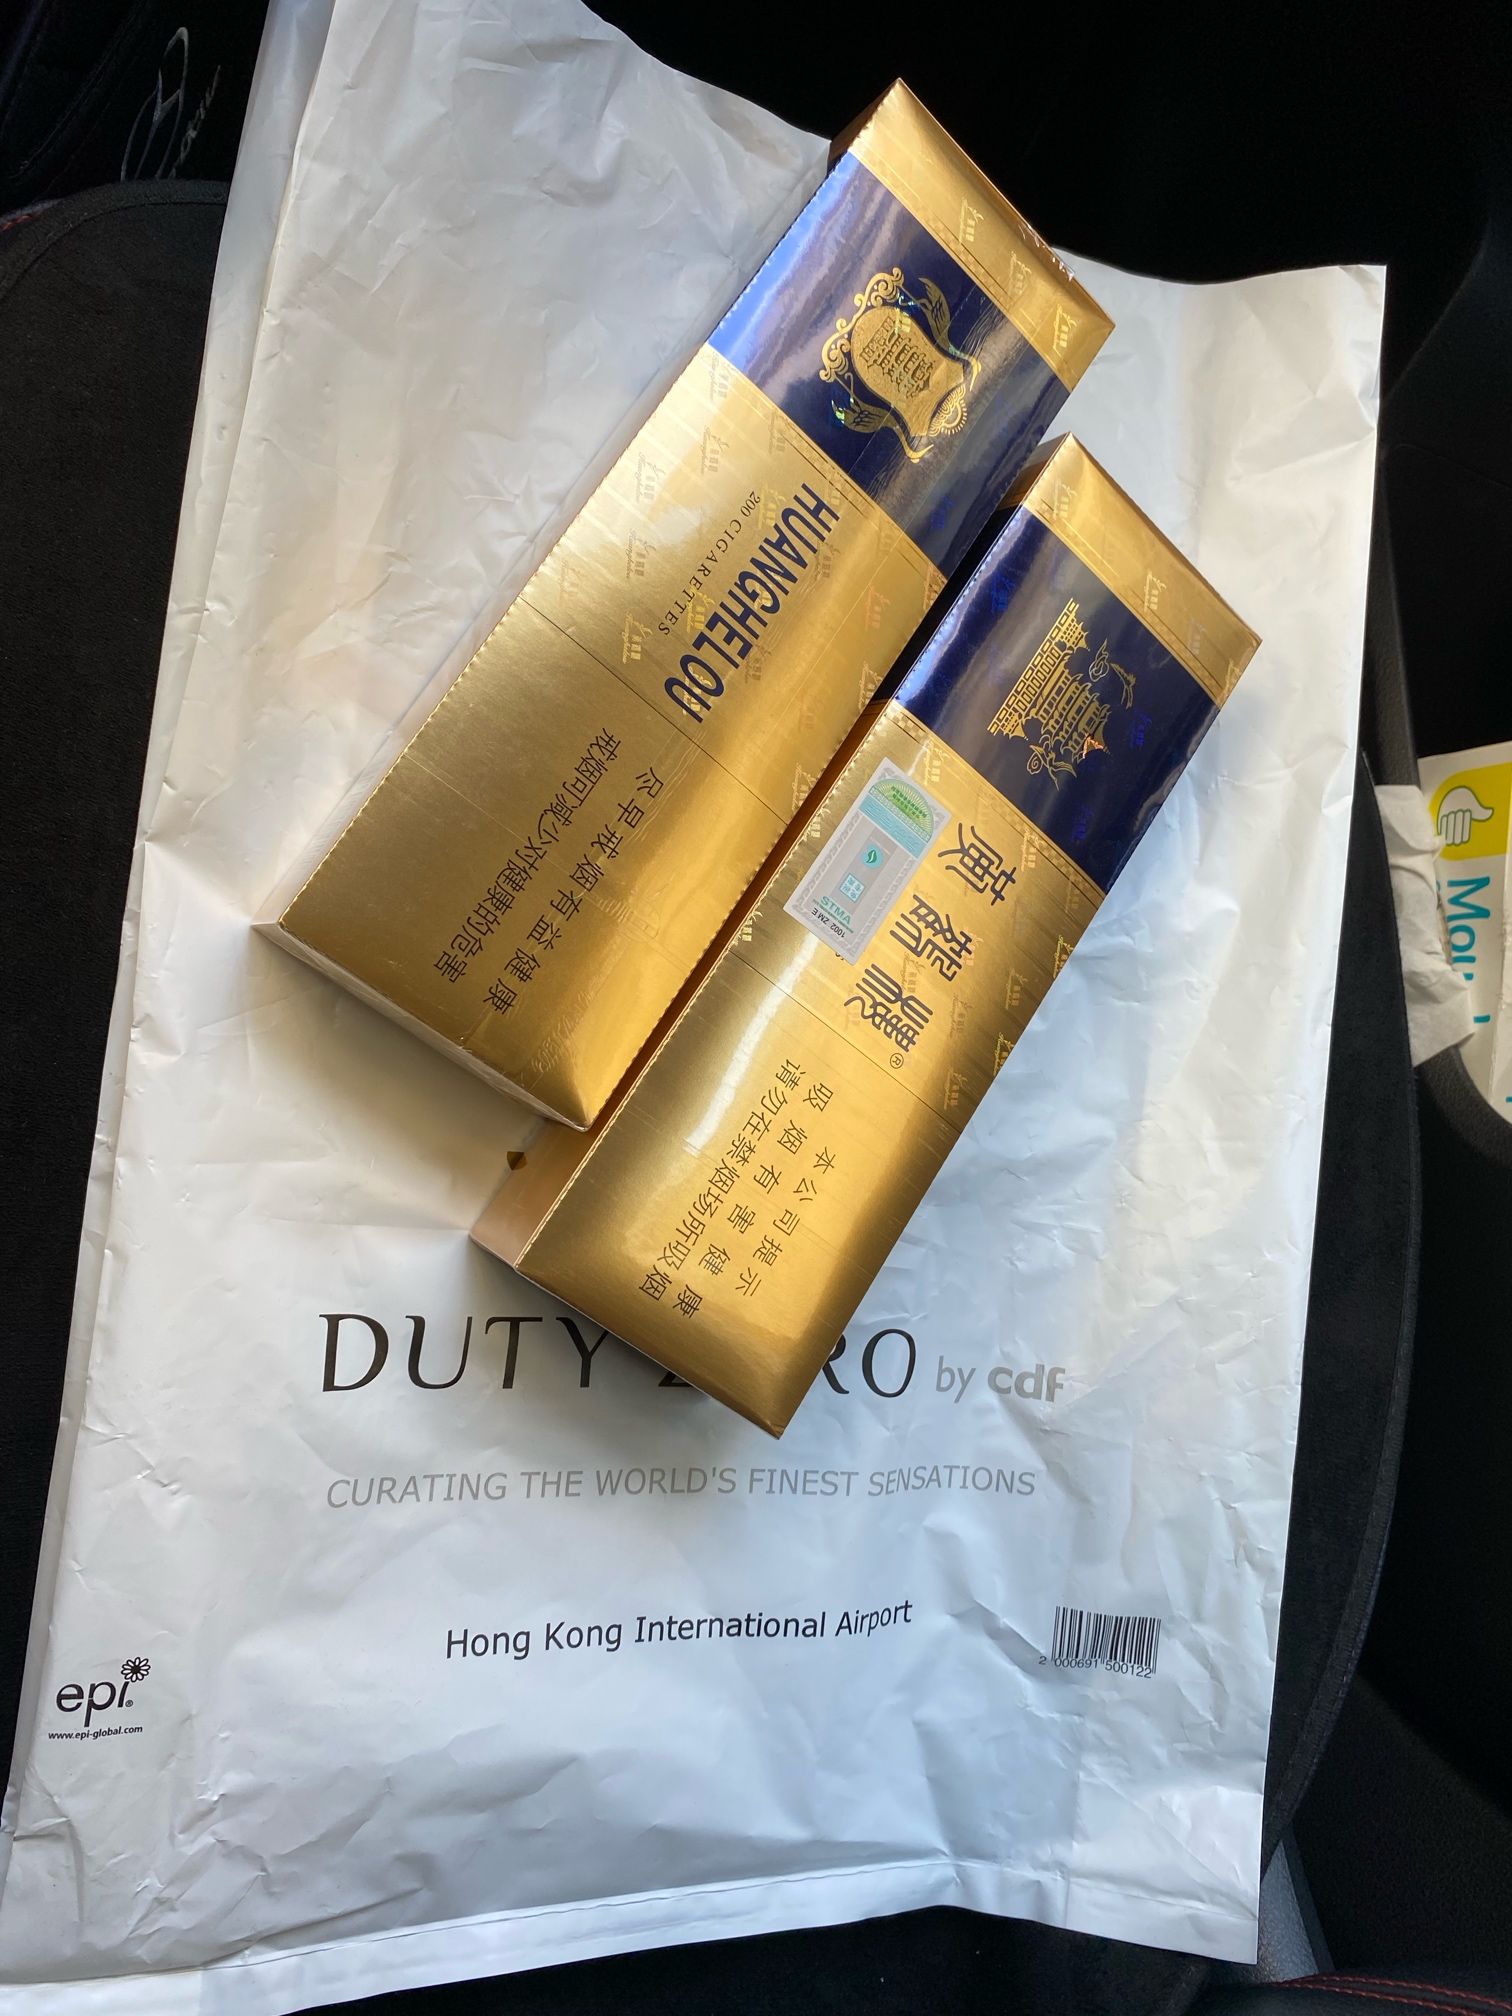 HUANGHELOU
200 CIGARETTES
尽早戒烟有益健康
戒烟可减少对健康的危害
黄鹤楼®
STMA
1002 ZM E
本公司提示
吸烟有害健康
请勿在禁烟场所吸烟
DUTY RO by cdf
CURATING THE WORLD'S FINEST SENSATIONS
Hong Kong International Airport
2 000691 500122
epi®
www.epi-global.com